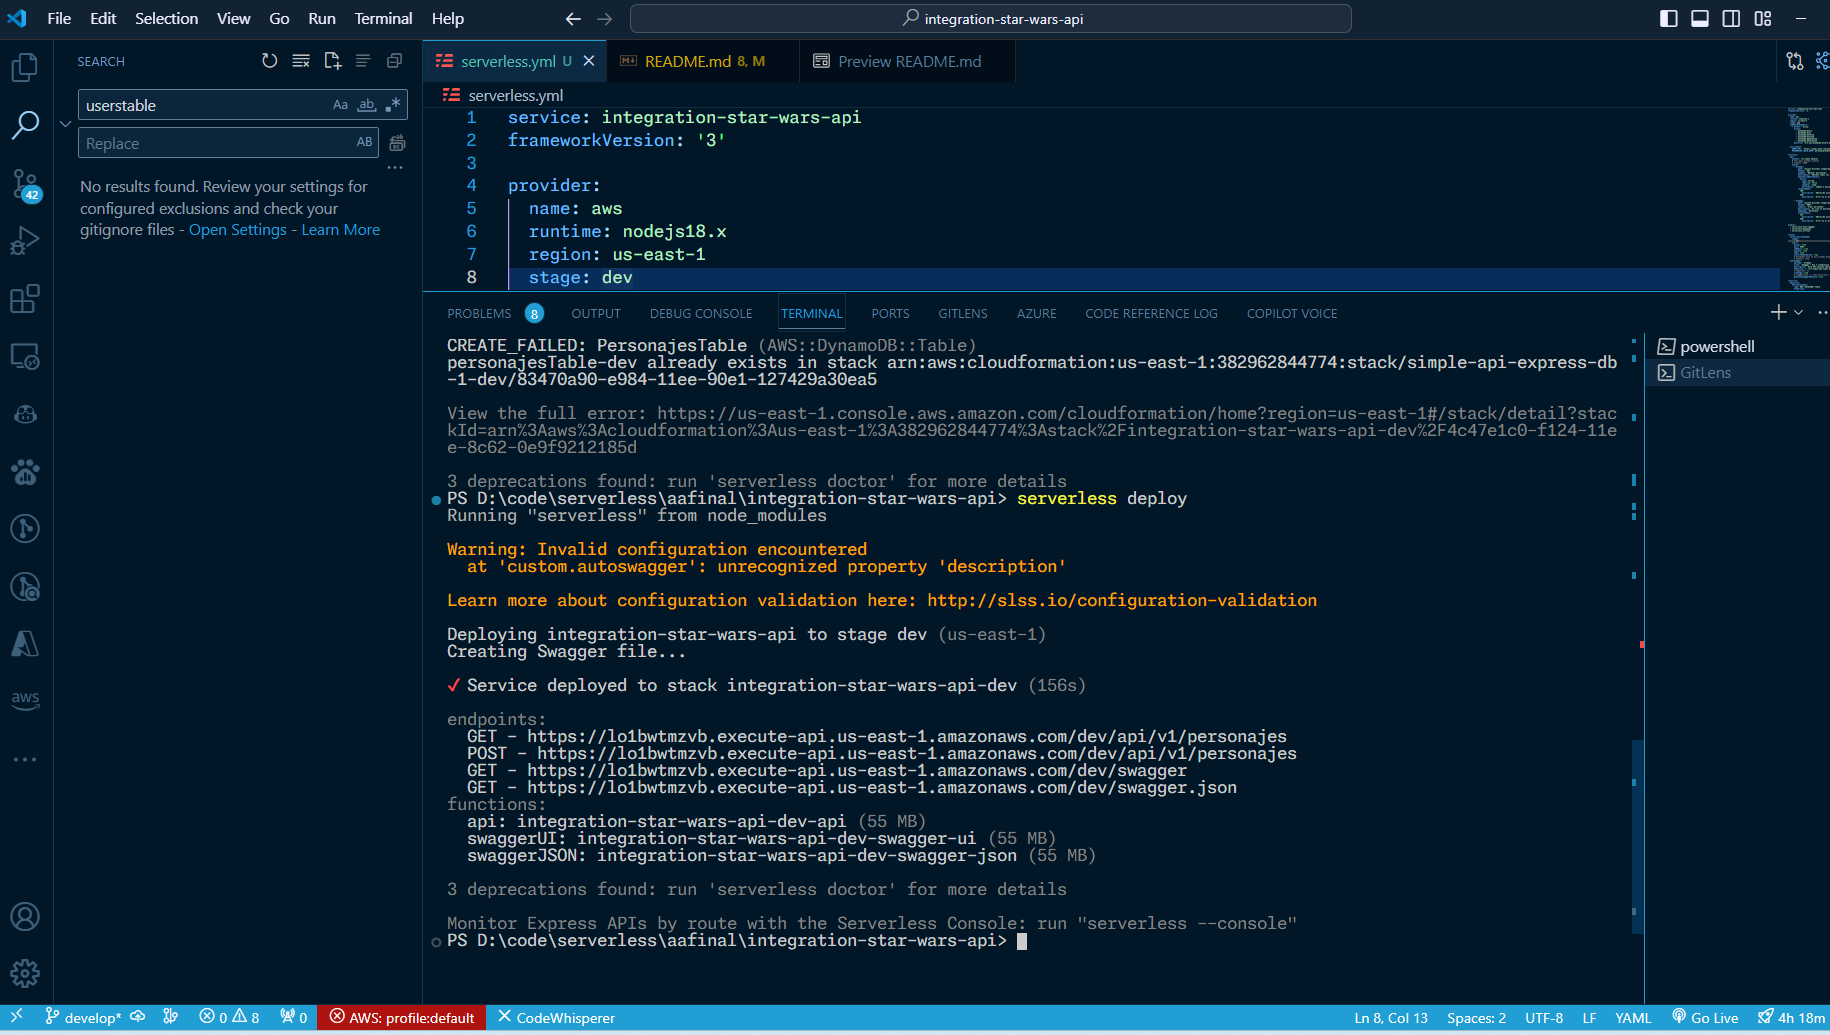 File Edit Selection View Go Run Terminal Help
integration-star-wars-api
SEARCH
userstable
Aa ab .*
Replace
AB
No results found. Review your settings for
configured exclusions and check your
gitignore files - Open Settings - Learn More
42
aws
serverless.yml U
README.md 8, M
Preview README.md
serverless.yml
1 service: integration-star-wars-api
2 frameworkVersion: '3'
3
4 provider:
5 name: aws
6 runtime: nodejs18.x
7 region: us-east-1
8 stage: dev
PROBLEMS 8 OUTPUT DEBUG CONSOLE TERMINAL PORTS GITLENS AZURE CODE REFERENCE LOG COPILOT VOICE
powershell
GitLens
CREATE_FAILED: PersonajesTable (AWS::DynamoDB::Table)
personajesTable-dev already exists in stack arn:aws:cloudformation:us-east-1:382962844774:stack/simple-api-express-db
-1-dev/83470a90-e984-11ee-90e1-127429a30ea5
View the full error: https://us-east-1.console.aws.amazon.com/cloudformation/home?region=us-east-1#/stack/detail?stac
kId=arn%3Aaws%3Acloudformation%3Aus-east-1%3A382962844774%3Astack%2Fintegration-star-wars-api-dev%2F4c47e1c0-f124-11e
e-8c62-0e9f9212185d
3 deprecations found: run 'serverless doctor' for more details
PS D:\code\serverless\aafinal\integration-star-wars-api> serverless deploy
Running "serverless" from node_modules
Warning: Invalid configuration encountered
at 'custom.autoswagger': unrecognized property 'description'
Learn more about configuration validation here: http://slss.io/configuration-validation
Deploying integration-star-wars-api to stage dev (us-east-1)
Creating Swagger file...
✓ Service deployed to stack integration-star-wars-api-dev (156s)
endpoints:
GET - https://lo1bwtmzvb.execute-api.us-east-1.amazonaws.com/dev/api/v1/personajes
POST - https://lo1bwtmzvb.execute-api.us-east-1.amazonaws.com/dev/api/v1/personajes
GET - https://lo1bwtmzvb.execute-api.us-east-1.amazonaws.com/dev/swagger
GET - https://lo1bwtmzvb.execute-api.us-east-1.amazonaws.com/dev/swagger.json
functions:
api: integration-star-wars-api-dev-api (55 MB)
swaggerUI: integration-star-wars-api-dev-swagger-ui (55 MB)
swaggerJSON: integration-star-wars-api-dev-swagger-json (55 MB)
3 deprecations found: run 'serverless doctor' for more details
Monitor Express APIs by route with the Serverless Console: run "serverless --console"
PS D:\code\serverless\aafinal\integration-star-wars-api>
develop* 0 8 0 AWS: profile:default CodeWhisperer Ln 8, Col 13 Spaces: 2 UTF-8 LF YAML Go Live 4h 18m